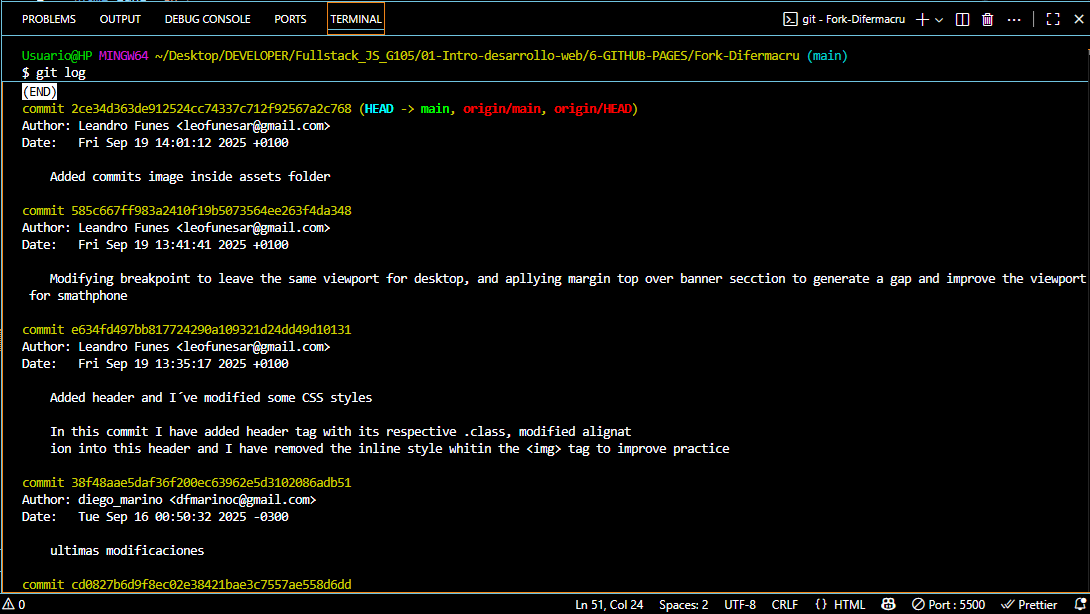 PROBLEMS OUTPUT DEBUG CONSOLE PORTS TERMINAL git - Fork-Difermacru
Usuario@HP MINGW64 ~/Desktop/DEVELOPER/Fullstack_JS_G105/01-Intro-desarrollo-web/6-GITHUB-PAGES/Fork-Difermacru (main)
$ git log
(END)
commit 2ce34d363de912524cc74337c712f92567a2c768 (HEAD -> main, origin/main, origin/HEAD)
Author: Leandro Funes <leofunesar@gmail.com>
Date:   Fri Sep 19 14:01:12 2025 +0100
Added commits image inside assets folder
commit 585c667ff983a2410f19b5073564ee263f4da348
Author: Leandro Funes <leofunesar@gmail.com>
Date:   Fri Sep 19 13:41:41 2025 +0100
Modifying breakpoint to leave the same viewport for desktop, and apllying margin top over banner secction to generate a gap and improve the viewport
for smathphone
commit e634fd497bb817724290a109321d24dd49d10131
Author: Leandro Funes <leofunesar@gmail.com>
Date:   Fri Sep 19 13:35:17 2025 +0100
Added header and I´ve modified some CSS styles
In this commit I have added header tag with its respective .class, modified alignat
ion into this header and I have removed the inline style whitin the <img> tag to improve practice
commit 38f48aae5daf36f200ec63962e5d3102086adb51
Author: diego_marino <dfmarinoc@gmail.com>
Date:   Tue Sep 16 00:50:32 2025 -0300
ultimas modificaciones
commit cd0827b6d9f8ec02e38421bae3c7557ae558d6dd
0 Ln 51, Col 24 Spaces: 2 UTF-8 CRLF {} HTML Port : 5500 Prettier